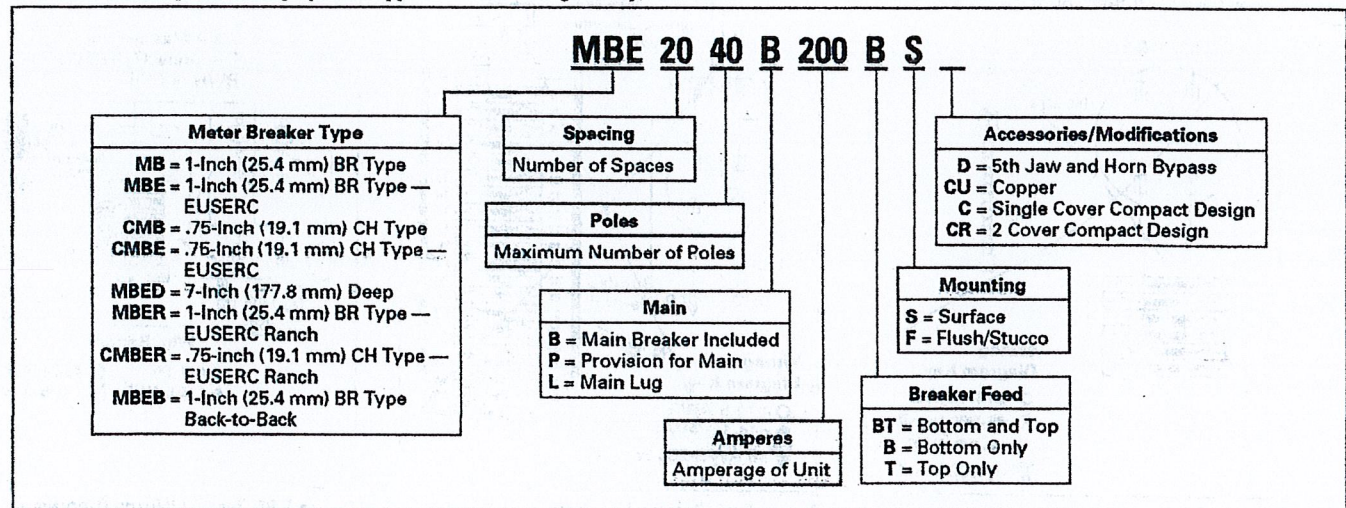 MBE 20 40 B 200 B S _
Meter Breaker Type
MB = 1-Inch (25.4 mm) BR Type
MBE = 1-Inch (25.4 mm) BR Type —
EUSERC
CMB = .75-Inch (19.1 mm) CH Type
CMBE = .75-Inch (19.1 mm) CH Type —
EUSERC
MBED = 7-Inch (177.8 mm) Deep
MBER = 1-Inch (25.4 mm) BR Type —
EUSERC Ranch
CMBER = .75-inch (19.1 mm) CH Type —
EUSERC Ranch
MBEB = 1-Inch (25.4 mm) BR Type
Back-to-Back
Spacing
Number of Spaces
Poles
Maximum Number of Poles
Main
B = Main Breaker Included
P = Provision for Main
L = Main Lug
Amperes
Amperage of Unit
Accessories/Modifications
D = 5th Jaw and Horn Bypass
CU = Copper
C = Single Cover Compact Design
CR = 2 Cover Compact Design
Mounting
S = Surface
F = Flush/Stucco
Breaker Feed
BT = Bottom and Top
B = Bottom Only
T = Top Only